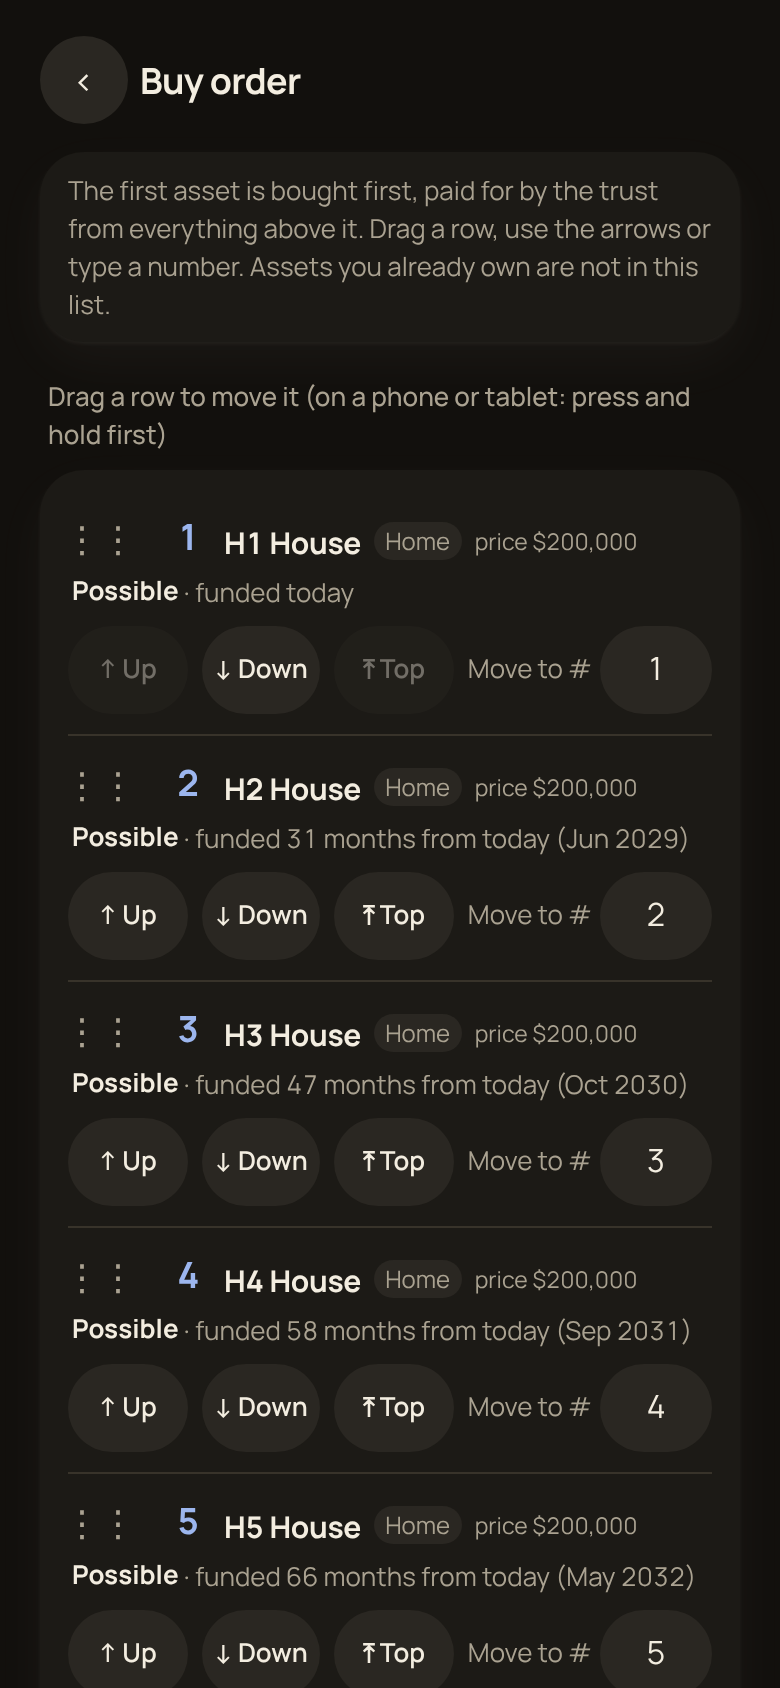 Buy order
The first asset is bought first, paid for by the trust
from everything above it. Drag a row, use the arrows or
type a number. Assets you already own are not in this
list.
Drag a row to move it (on a phone or tablet: press and
hold first)
1 H1 House Home price $200,000
Possible · funded today
↑ Up ↓ Down ⤒ Top Move to # 1
2 H2 House Home price $200,000
Possible · funded 31 months from today (Jun 2029)
↑ Up ↓ Down ⤒ Top Move to # 2
3 H3 House Home price $200,000
Possible · funded 47 months from today (Oct 2030)
↑ Up ↓ Down ⤒ Top Move to # 3
4 H4 House Home price $200,000
Possible · funded 58 months from today (Sep 2031)
↑ Up ↓ Down ⤒ Top Move to # 4
5 H5 House Home price $200,000
Possible · funded 66 months from today (May 2032)
↑ Up ↓ Down ⤒ Top Move to # 5